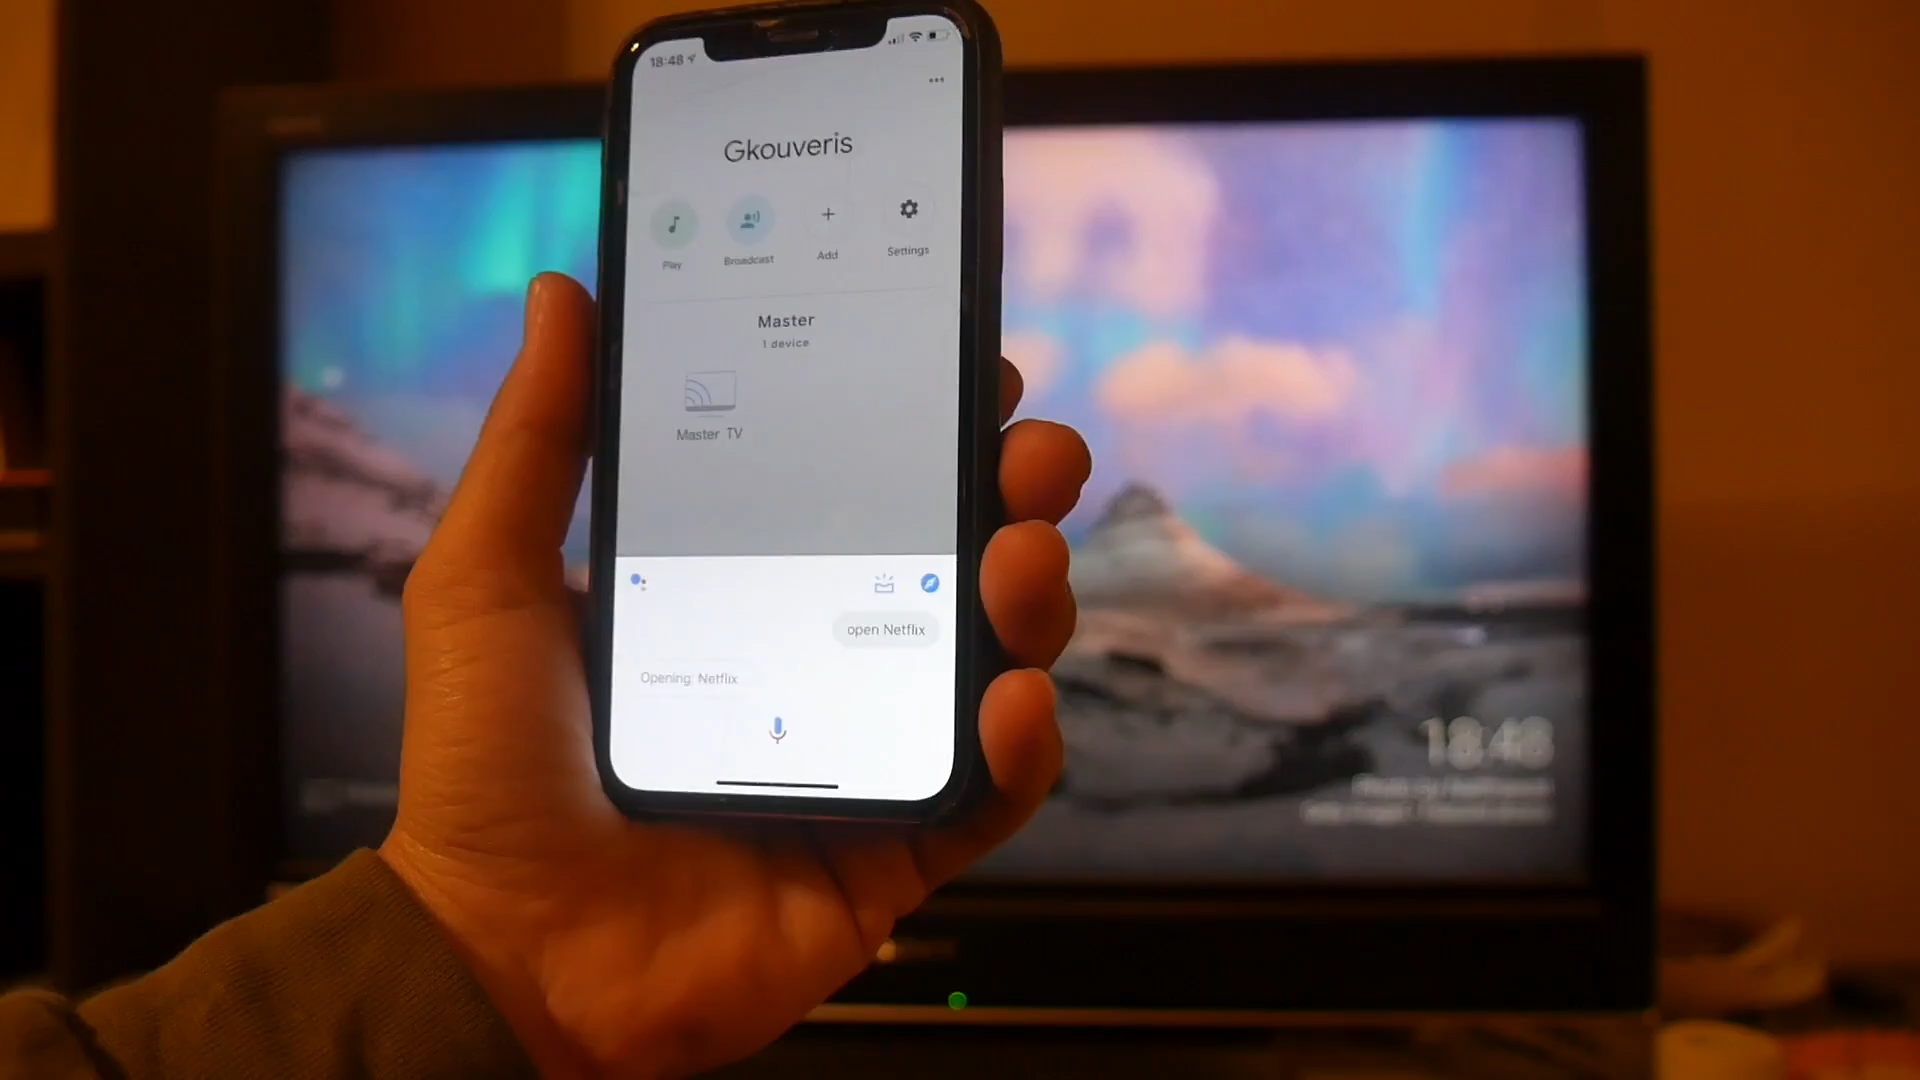 18:48
Gkouveris
Play
Broadcast
Add
Settings
Master
1 device
Master TV
open Netflix
Opening: Netflix
18:48